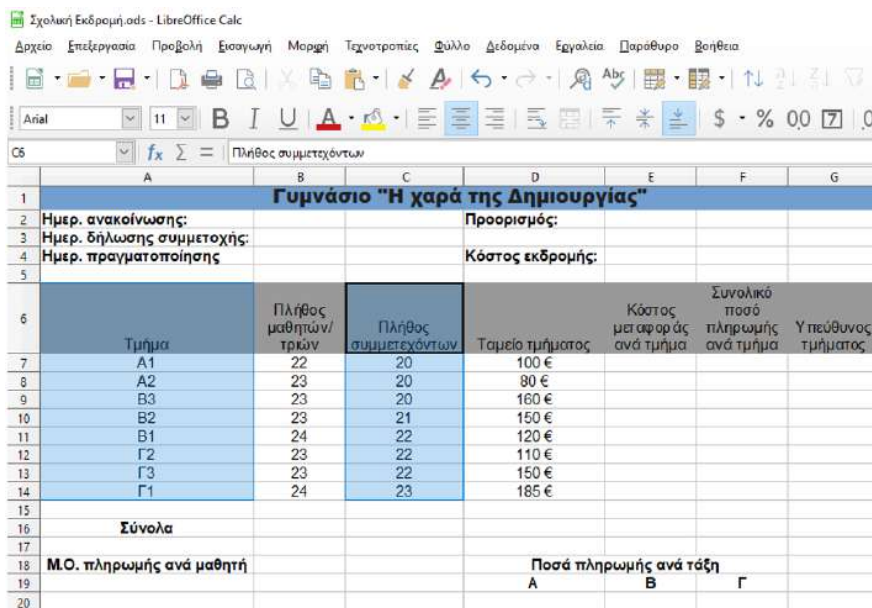 Σχολική Εκδρομή.ods - LibreOffice Calc
Αρχείο Επεξεργασία Προβολή Εισαγωγή Μορφή Τεχνοτροπίες Φύλλο Δεδομένα Εργαλεία Παράθυρο Βοήθεια
Arial 11 B I U A $ % 0,0 7
C6 fx Σ = Πλήθος συμμετεχόντων
A B C D E F G
1 Γυμνάσιο "Η χαρά της Δημιουργίας"
2 Ημερ. ανακοίνωσης: Προορισμός:
3 Ημερ. δήλωσης συμμετοχής:
4 Ημερ. πραγματοποίησης Κόστος εκδρομής:
5
Συνολικό
Πλήθος Κόστος ποσό
6 μαθητών/ Πλήθος μεταφοράς πληρωμής Υπεύθυνος
Τμήμα τριών συμμετεχόντων Ταμείο τμήματος ανά τμήμα ανά τμήμα τμήματος
7 Α1 22 20 100 €
8 Α2 23 20 80 €
9 Β3 23 20 160 €
10 Β2 23 21 150 €
11 Β1 24 22 120 €
12 Γ2 23 22 110 €
13 Γ3 23 22 150 €
14 Γ1 24 23 185 €
15
16 Σύνολα
17
18 Μ.Ο. πληρωμής ανά μαθητή Ποσά πληρωμής ανά τάξη
19 Α Β Γ
20